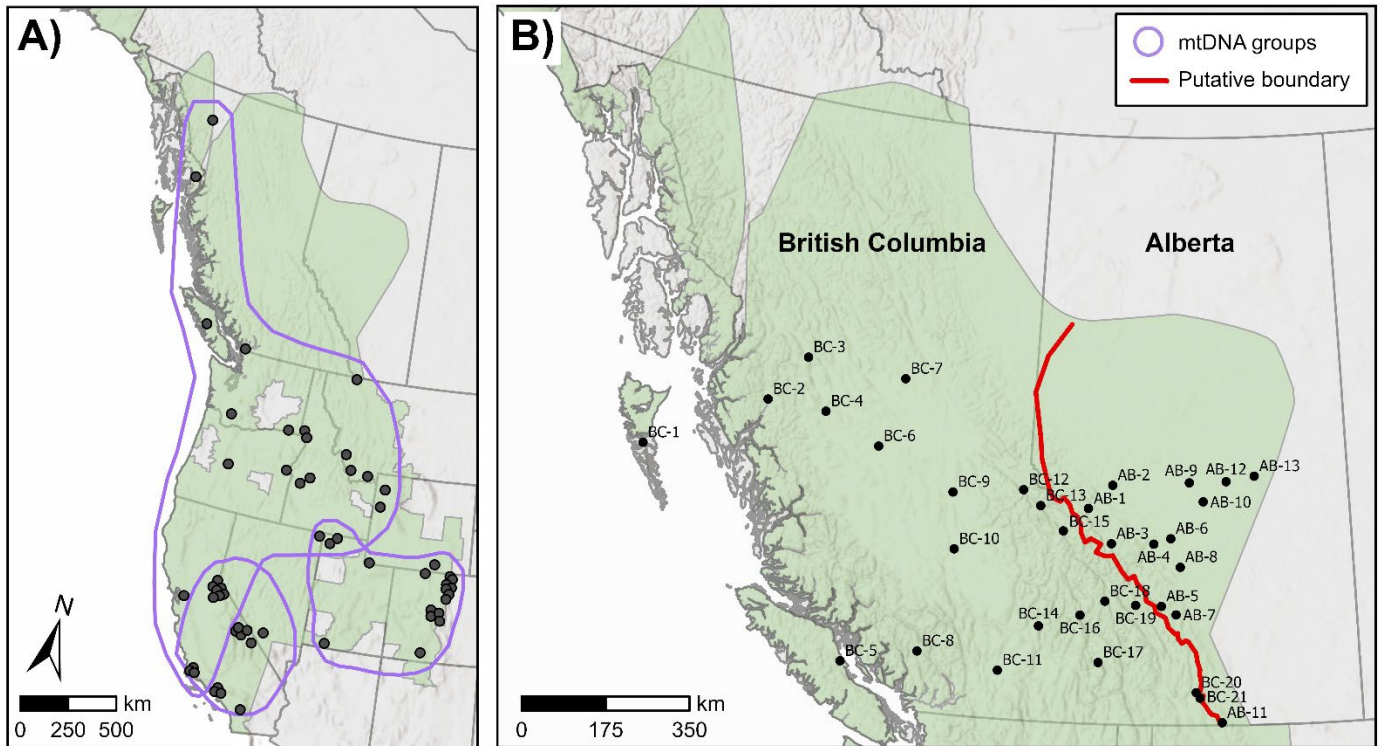 A)
N
km
0 250 500
B)
mtDNA groups
Putative boundary
British Columbia
Alberta
BC-3
BC-7
BC-2
BC-4
BC-1
BC-6
BC-9
BC-12
BC-13
AB-2
AB-1
AB-9
AB-12
AB-13
AB-10
BC-15
BC-10
AB-3
AB-6
AB-4
AB-8
BC-18
BC-19
AB-5
AB-7
BC-14
BC-16
BC-5
BC-8
BC-11
BC-17
BC-20
BC-21
AB-11
km
0 175 350